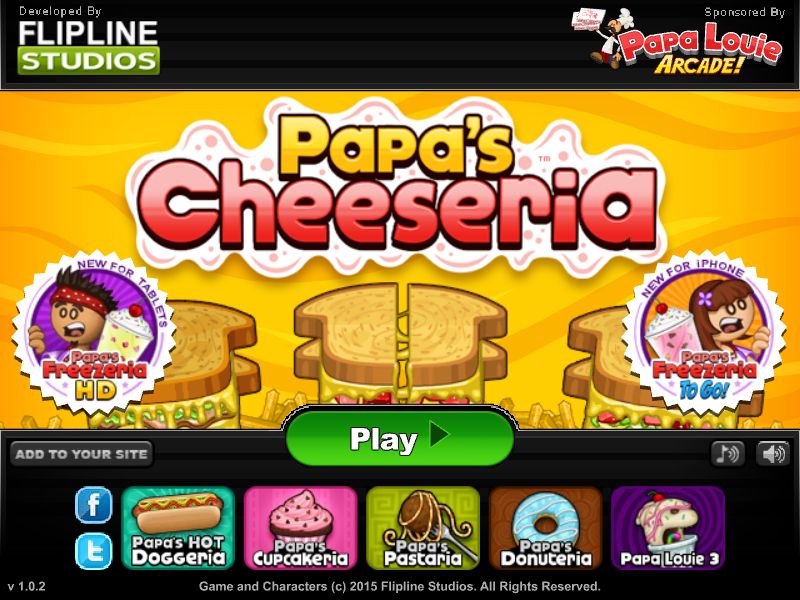 Developed By
FLIPLINE
STUDIOS
Sponsored By
Papa Louie
ARCADE!
Papa's
Cheeseria
TM
NEW FOR TABLETS
Papa's
Freezeria
HD
NEW FOR iPHONE
Papa's
Freezeria
To Go!
Play
ADD TO YOUR SITE
f
t
Papa's HOT
Doggeria
Papa's
Cupcakeria
Papa's
Pastaria
Papa's
Donuteria
Papa Louie 3
v 1.0.2
Game and Characters (c) 2015 Flipline Studios. All Rights Reserved.